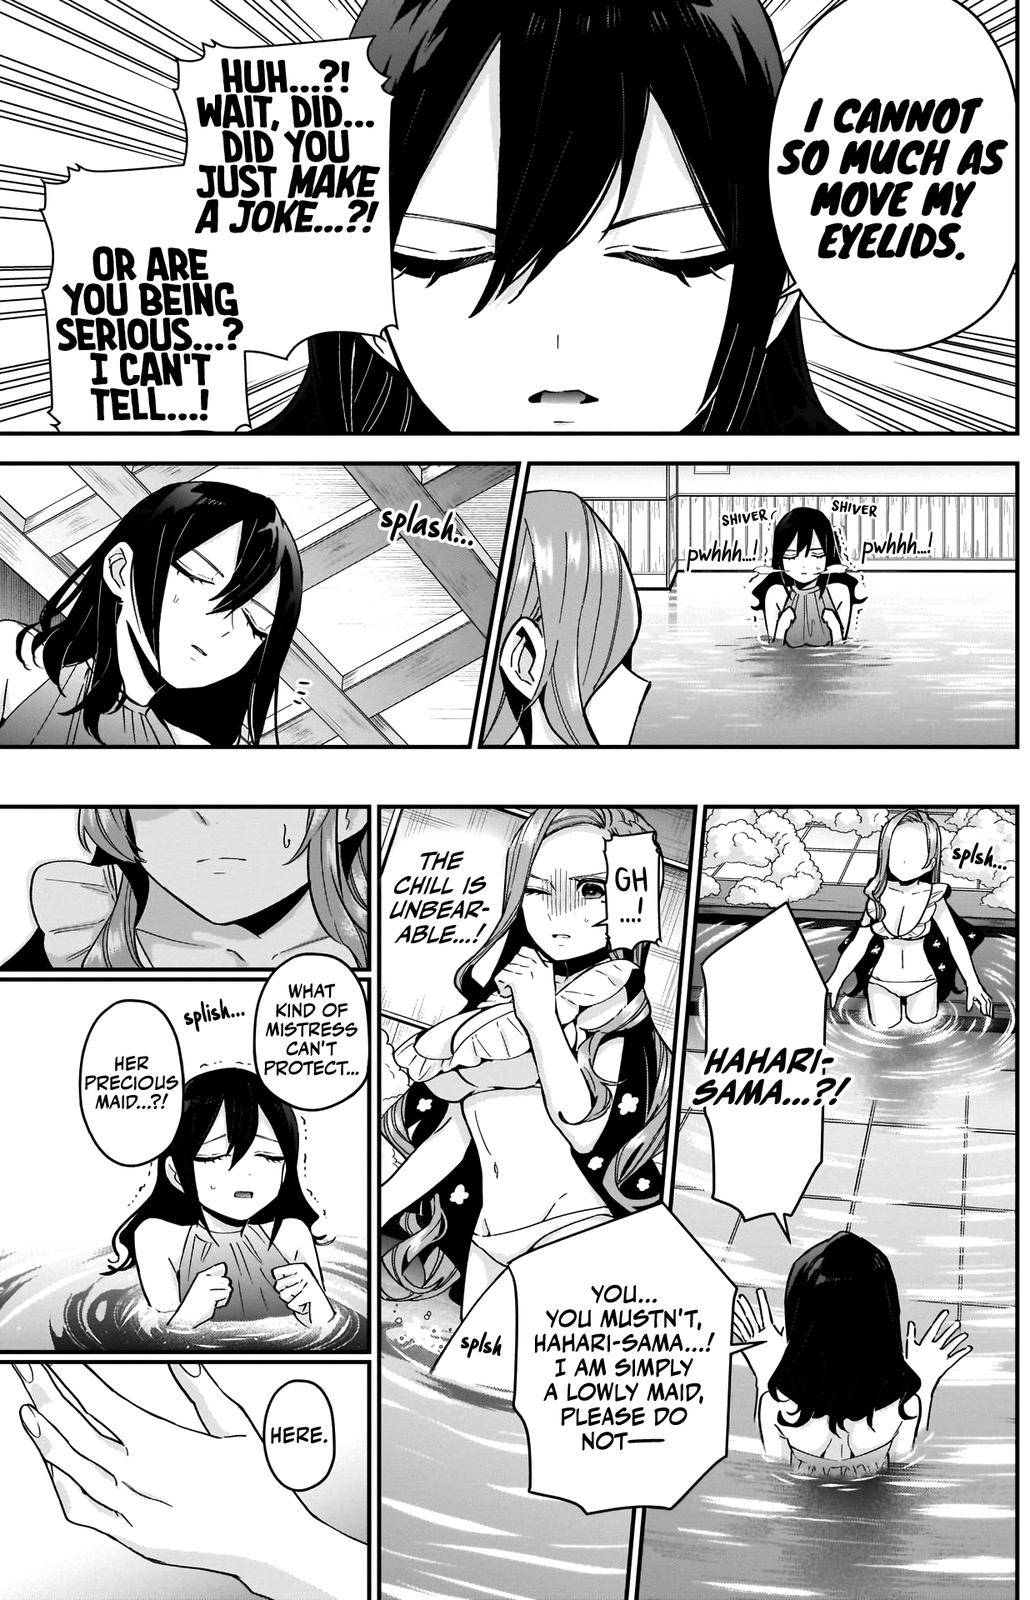 I CANNOT
SO MUCH AS
MOVE MY
EYELIDS.
HUH...?!
WAIT, DID...
DID YOU
JUST MAKE
A JOKE...?!
OR ARE
YOU BEING
SERIOUS...?
I CAN'T
TELL...!
SHIVER
SHIVER
pwhhh...!
pwhhh...!
splash...
splsh...
HAHARI-
SAMA...?!
GH
...!
THE
CHILL IS
UNBEAR-
ABLE...!
YOU...
YOU MUSTN'T,
HAHARI-SAMA...!
I AM SIMPLY
A LOWLY MAID,
PLEASE DO
NOT—
splsh
WHAT
KIND OF
MISTRESS
CAN'T
PROTECT...
splish...
HER
PRECIOUS
MAID...?!
HERE.